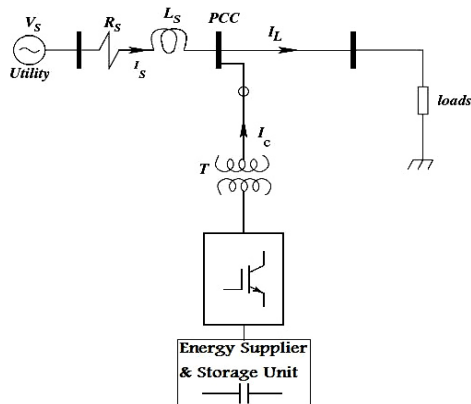 V_S
R_S
L_S
PCC
I_L
Utility
I_S
loads
I_c
T
Energy Supplier
& Storage Unit